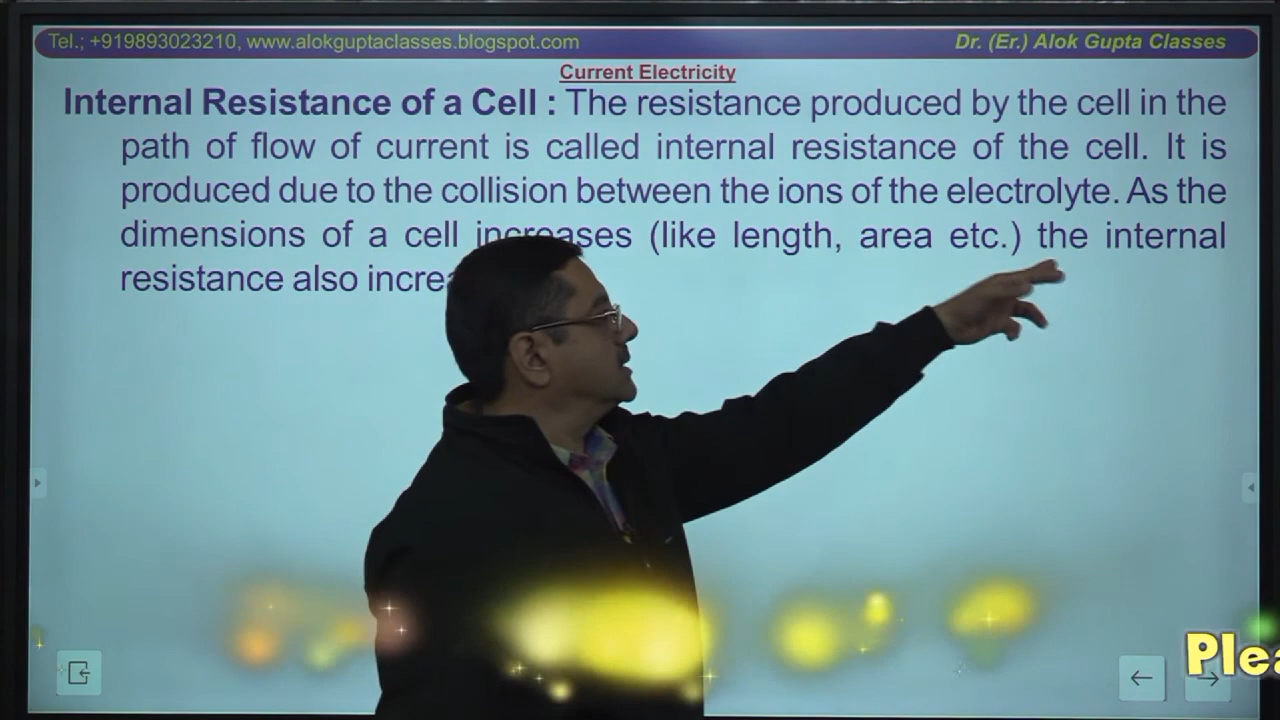 Tel.; +919893023210, www.alokguptaclasses.blogspot.com Dr. (Er.) Alok Gupta Classes
Current Electricity
Internal Resistance of a Cell : The resistance produced by the cell in the
path of flow of current is called internal resistance of the cell. It is
produced due to the collision between the ions of the electrolyte. As the
dimensions of a cell increases (like length, area etc.) the internal
resistance also increa
Plea